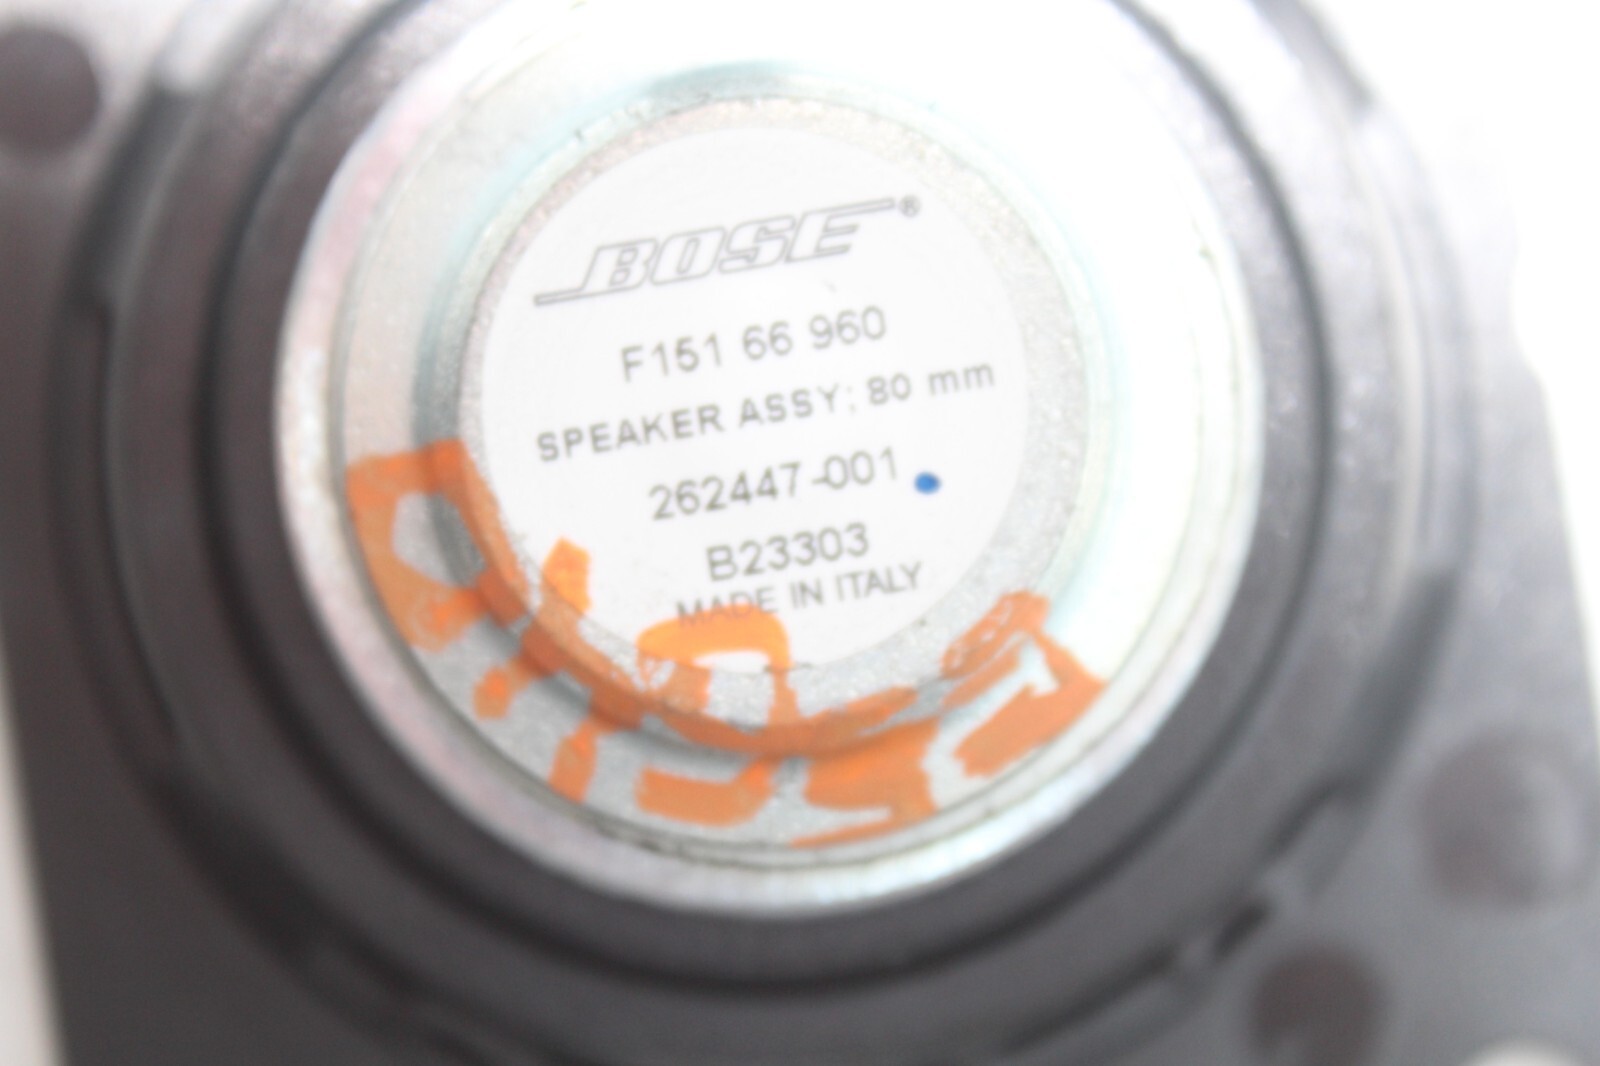 BOSE®
F151 66 960
SPEAKER ASSY; 80 mm
262447-001
B23303
MADE IN ITALY